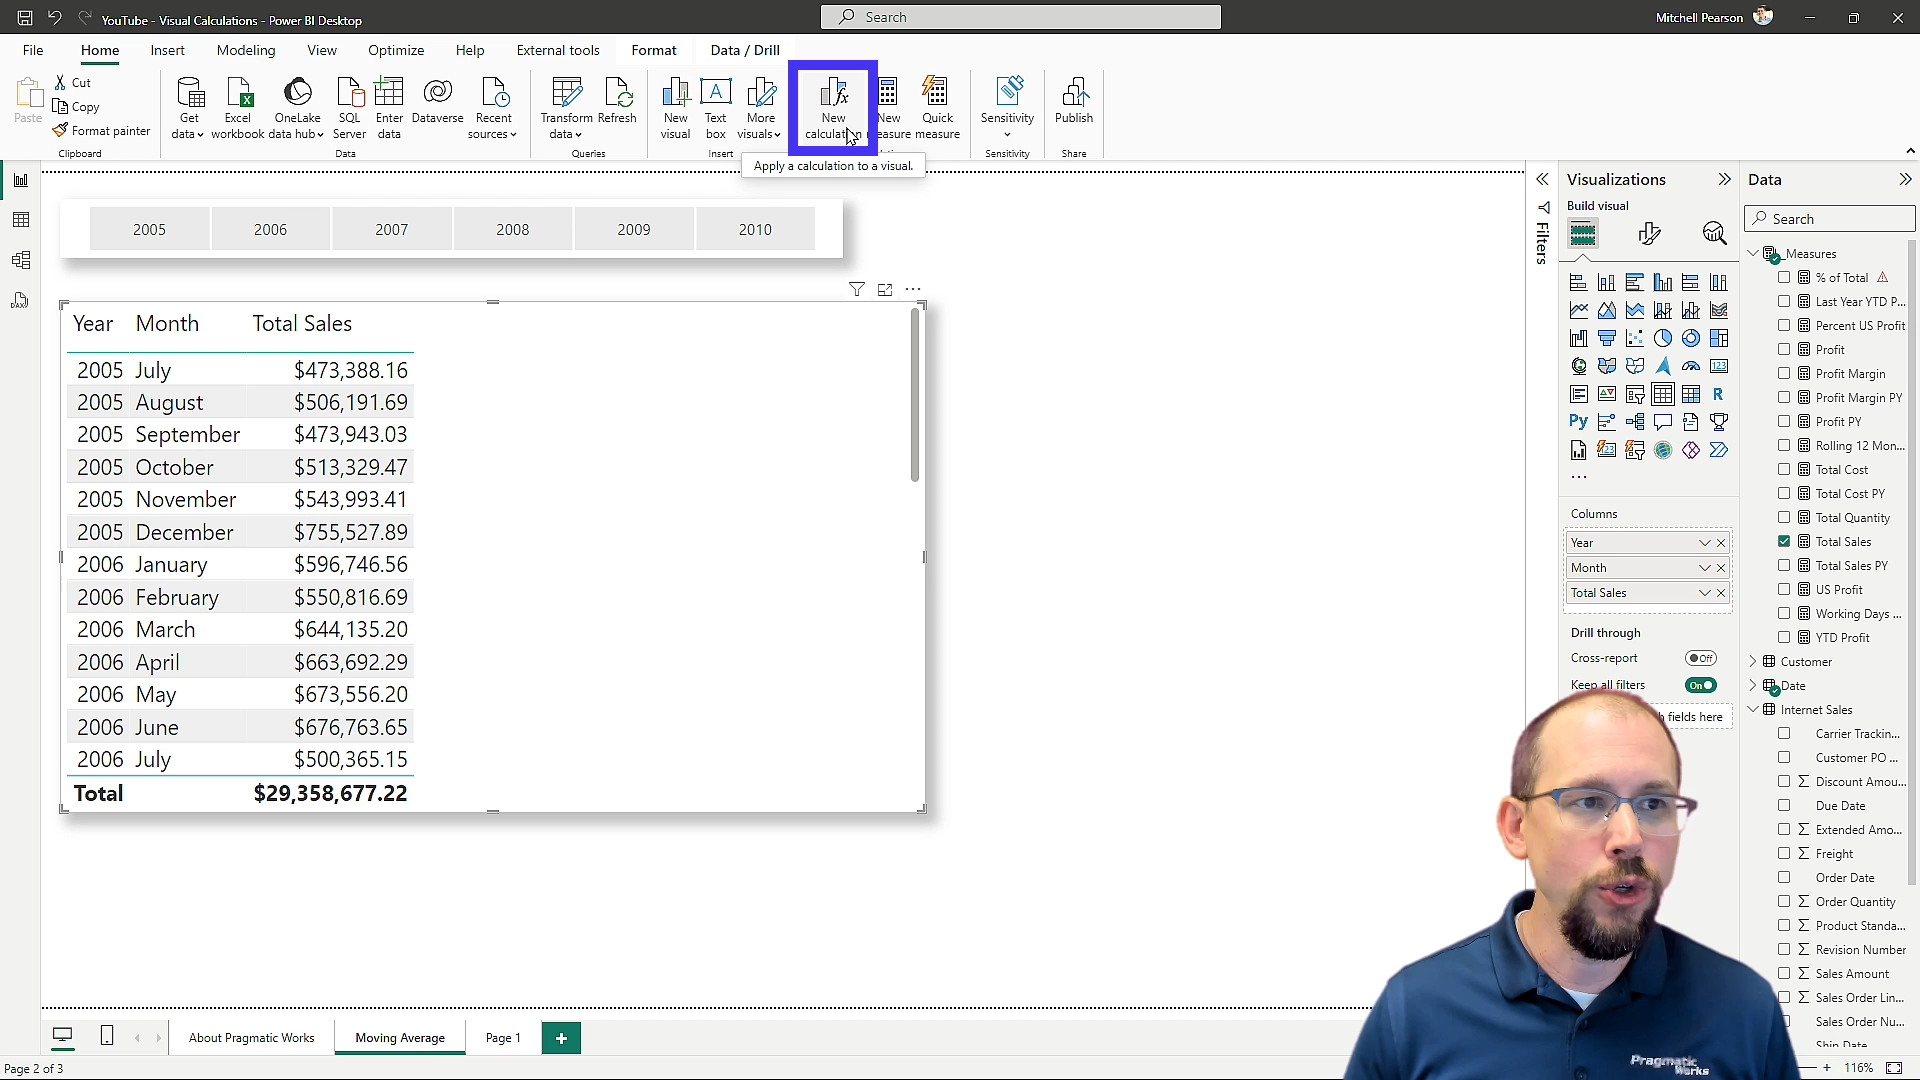 YouTube - Visual Calculations - Power BI Desktop
Search
Mitchell Pearson
File
Home
Insert
Modeling
View
Optimize
Help
External tools
Format
Data / Drill
Paste
Cut
Copy
Format painter
Clipboard
Get data
Excel workbook
OneLake data hub
SQL Server
Enter data
Dataverse
Recent sources
Data
Transform data
Refresh
Queries
New visual
Text box
More visuals
Insert
New calculation
New measure
Quick measure
Sensitivity
Sensitivity
Publish
Share
Apply a calculation to a visual.
2005
2006
2007
2008
2009
2010
Year Month Total Sales
2005 July $473,388.16
2005 August $506,191.69
2005 September $473,943.03
2005 October $513,329.47
2005 November $543,993.41
2005 December $755,527.89
2006 January $596,746.56
2006 February $550,816.69
2006 March $644,135.20
2006 April $663,692.29
2006 May $673,556.20
2006 June $676,763.65
2006 July $500,365.15
Total $29,358,677.22
Filters
Visualizations
Build visual
123
R
Py
123
Columns
Year
Month
Total Sales
Drill through
Cross-report
Off
Keep all filters
On
fields here
Data
Search
_Measures
% of Total
Last Year YTD P...
Percent US Profit
Profit
Profit Margin
Profit Margin PY
Profit PY
Rolling 12 Mon...
Total Cost
Total Cost PY
Total Quantity
Total Sales
Total Sales PY
US Profit
Working Days ...
YTD Profit
Customer
Date
Internet Sales
Carrier Trackin...
Customer PO ...
Discount Amou...
Due Date
Extended Amo...
Freight
Order Date
Order Quantity
Product Standa...
Revision Number
Sales Amount
Sales Order Lin...
Sales Order Nu...
Ship Date
About Pragmatic Works
Moving Average
Page 1
+
Page 2 of 3
+ 116%
Pragmatic
Works